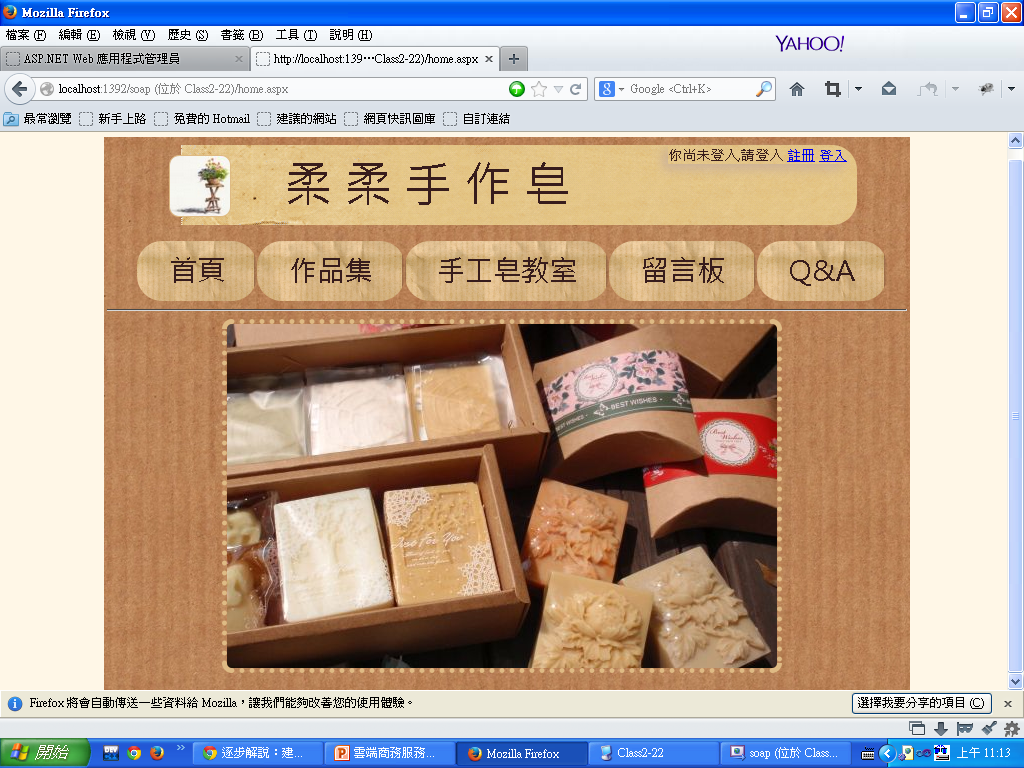 Mozilla Firefox
檔案 (F) 編輯 (E) 檢視 (V) 歷史 (S) 書籤 (B) 工具 (T) 說明 (H)
YAHOO!
ASP.NET Web 應用程式管理員
http://localhost:139…Class2-22)/home.aspx
localhost:1392/soap (位於 Class2-22)/home.aspx
Google <Ctrl+K>
最常瀏覽 新手上路 免費的 Hotmail 建議的網站 網頁快訊圖庫 自訂連結
你尚未登入,請登入 註冊 登入
柔柔手作皂
首頁 作品集 手工皂教室 留言板 Q&A
BEST WISHES
BEST WISHES
Best Wishes
Just For You
Firefox 將會自動傳送一些資料給 Mozilla，讓我們能夠改善您的使用體驗。
選擇我要分享的項目 (C)
開始
逐步解說：建...
雲端商務服務...
Mozilla Firefox
Class2-22
soap (位於 Class...
上午 11:13